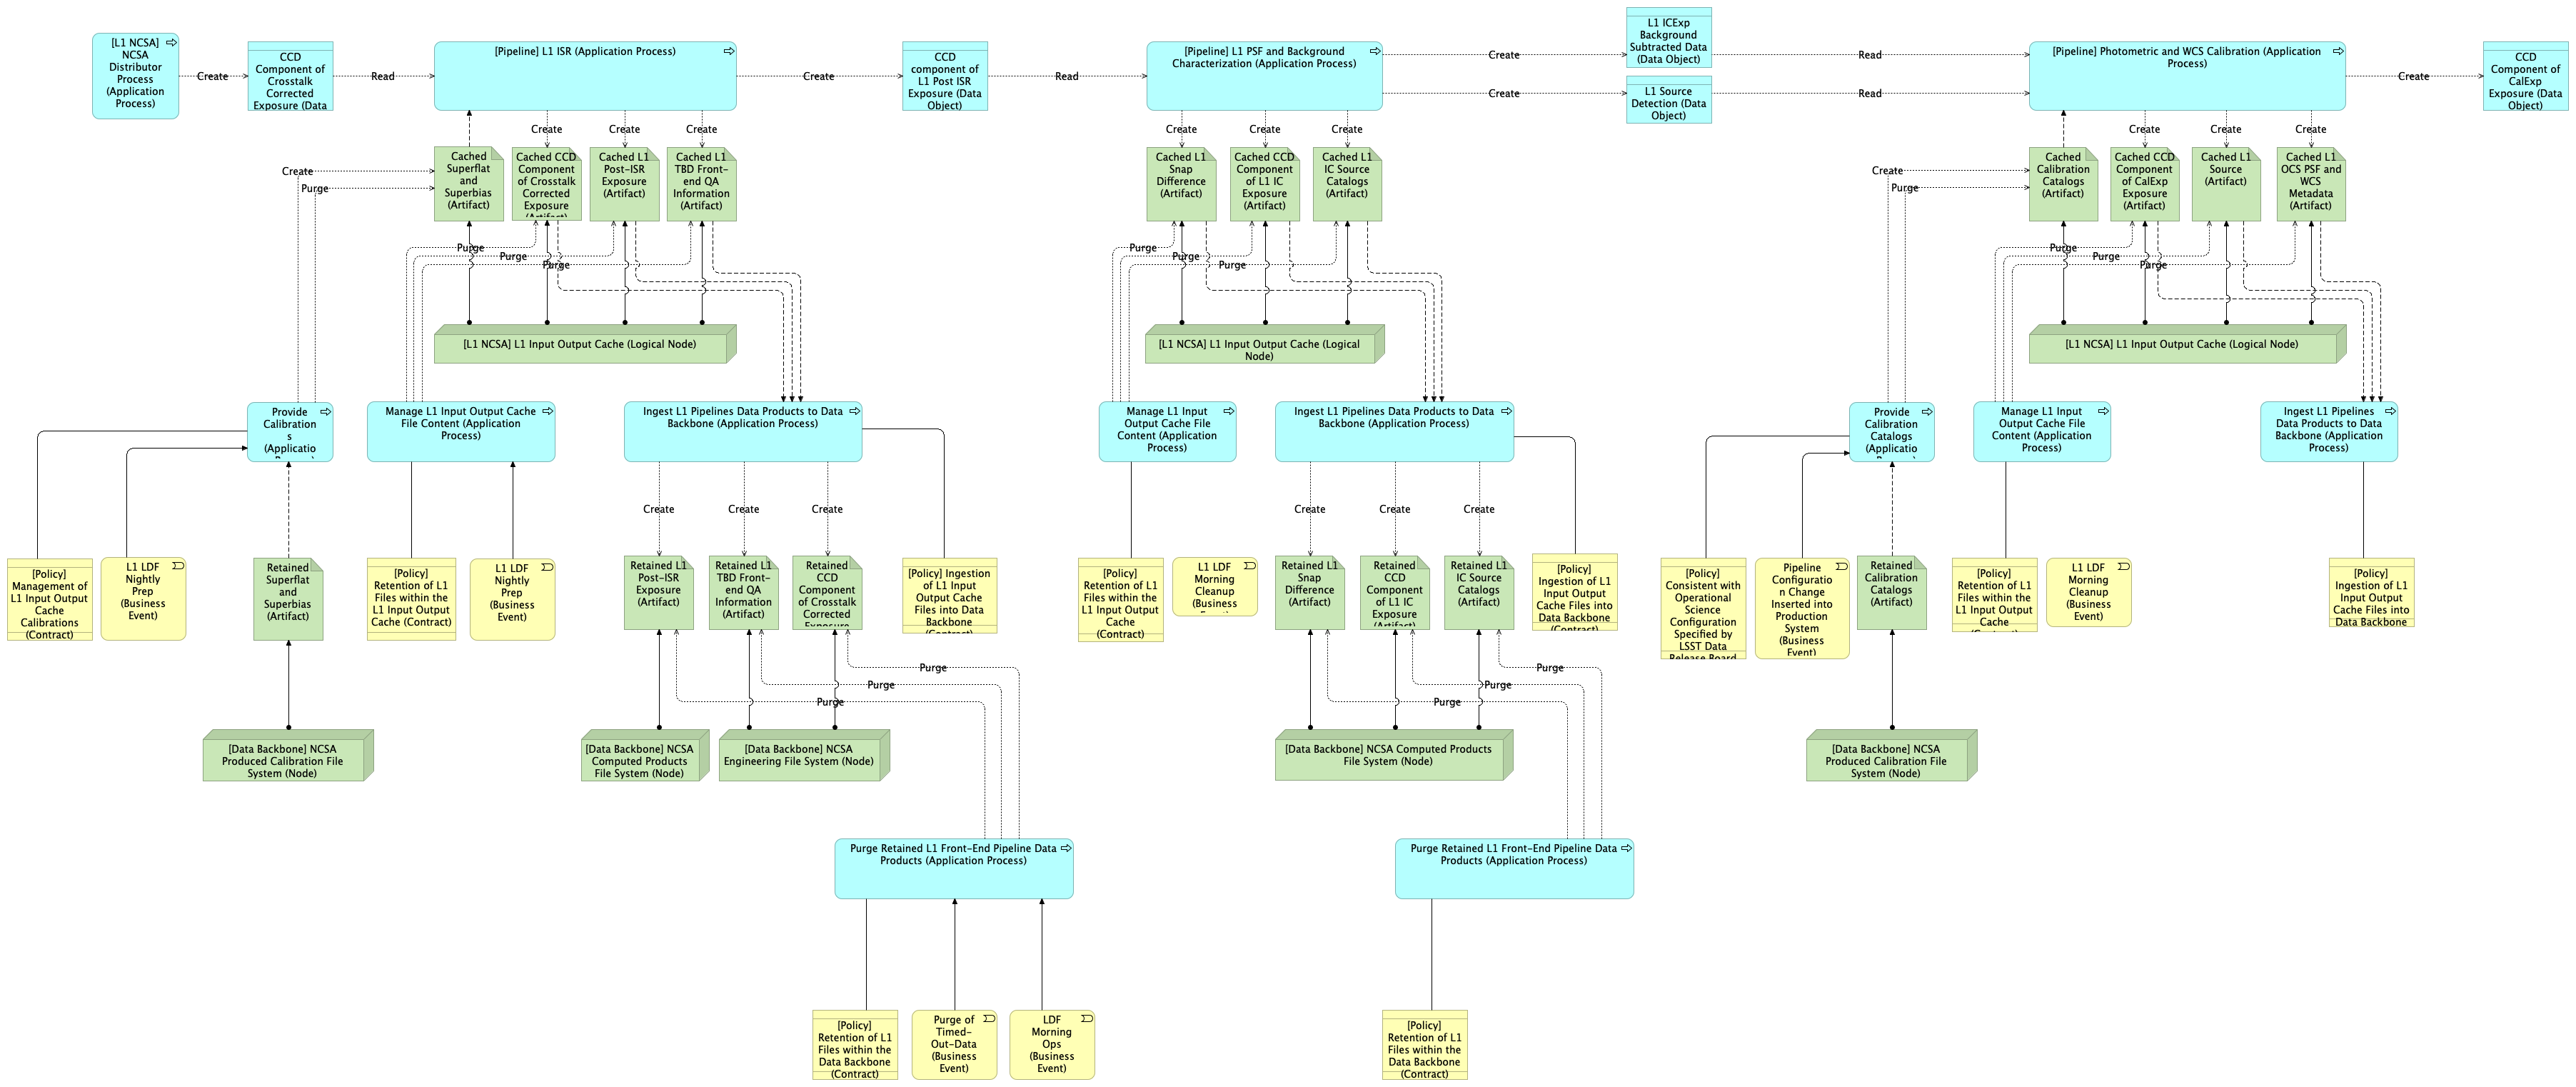 [L1 NCSA]
NCSA
Distributor
Process
(Application
Process)
Create
CCD
Component of
Crosstalk
Corrected
Exposure (Data
Read
[Pipeline] L1 ISR (Application Process)
Create
CCD
component of
L1 Post ISR
Exposure (Data
Object)
Read
[Pipeline] L1 PSF and Background
Characterization (Application Process)
Create
Create
L1 ICExp
Background
Subtracted Data
(Data Object)
L1 Source
Detection (Data
Object)
Read
Read
[Pipeline] Photometric and WCS Calibration (Application
Process)
Create
CCD
Component of
CalExp
Exposure (Data
Object)
Create
Create
Create
Create
Purge
Cached
Superflat
and
Superbias
(Artifact)
Cached CCD
Component
of Crosstalk
Corrected
Exposure
(Artifact)
Cached L1
Post-ISR
Exposure
(Artifact)
Cached L1
TBD Front-
end QA
Information
(Artifact)
Purge
Purge
Purge
[L1 NCSA] L1 Input Output Cache (Logical Node)
Create
Create
Create
Cached L1
Snap
Difference
(Artifact)
Cached CCD
Component
of L1 IC
Exposure
(Artifact)
Cached L1
IC Source
Catalogs
(Artifact)
Purge
Purge
Purge
[L1 NCSA] L1 Input Output Cache (Logical
Node)
Create
Create
Create
Create
Purge
Cached
Calibration
Catalogs
(Artifact)
Cached CCD
Component
of CalExp
Exposure
(Artifact)
Cached L1
Source
(Artifact)
Cached L1
OCS PSF and
WCS
Metadata
(Artifact)
Purge
Purge
Purge
[L1 NCSA] L1 Input Output Cache (Logical Node)
Provide
Calibration
s
(Applicatio
Manage L1 Input Output Cache
File Content (Application
Process)
Ingest L1 Pipelines Data Products to Data
Backbone (Application Process)
Manage L1 Input
Output Cache File
Content (Application
Process)
Ingest L1 Pipelines Data Products to Data
Backbone (Application Process)
Provide
Calibration
Catalogs
(Applicatio
Manage L1 Input
Output Cache File
Content (Application
Process)
Ingest L1 Pipelines
Data Products to Data
Backbone (Application
Process)
Create
Create
Create
Create
Create
Create
[Policy]
Management of
L1 Input Output
Cache
Calibrations
(Contract)
L1 LDF
Nightly
Prep
(Business
Event)
Retained
Superflat
and
Superbias
(Artifact)
[Policy]
Retention of L1
Files within the
L1 Input Output
Cache (Contract)
L1 LDF
Nightly
Prep
(Business
Event)
Retained L1
Post-ISR
Exposure
(Artifact)
Retained L1
TBD Front-
end QA
Information
(Artifact)
Retained
CCD
Component
of Crosstalk
Corrected
Exposure
[Policy] Ingestion
of L1 Input
Output Cache
Files into Data
Backbone
(Contract)
[Policy]
Retention of L1
Files within the
L1 Input Output
Cache
(Contract)
L1 LDF
Morning
Cleanup
(Business
Event)
Retained L1
Snap
Difference
(Artifact)
Retained
CCD
Component
of L1 IC
Exposure
(Artifact)
Retained L1
IC Source
Catalogs
(Artifact)
[Policy]
Ingestion of L1
Input Output
Cache Files into
Data Backbone
(Contract)
[Policy]
Consistent with
Operational
Science
Configuration
Specified by
LSST Data
Release Board
Pipeline
Configuratio
n Change
Inserted into
Production
System
(Business
Event)
Retained
Calibration
Catalogs
(Artifact)
[Policy]
Retention of L1
Files within the
L1 Input Output
Cache
(Contract)
L1 LDF
Morning
Cleanup
(Business
Event)
[Policy]
Ingestion of L1
Input Output
Cache Files into
Data Backbone
Purge
Purge
Purge
Purge
Purge
Purge
[Data Backbone] NCSA
Produced Calibration File
System (Node)
[Data Backbone] NCSA
Computed Products
File System (Node)
[Data Backbone] NCSA
Engineering File System (Node)
[Data Backbone] NCSA Computed Products
File System (Node)
[Data Backbone] NCSA
Produced Calibration File
System (Node)
Purge Retained L1 Front-End Pipeline Data
Products (Application Process)
Purge Retained L1 Front-End Pipeline Data
Products (Application Process)
[Policy]
Retention of L1
Files within the
Data Backbone
(Contract)
Purge of
Timed-
Out-Data
(Business
Event)
LDF
Morning
Ops
(Business
Event)
[Policy]
Retention of L1
Files within the
Data Backbone
(Contract)